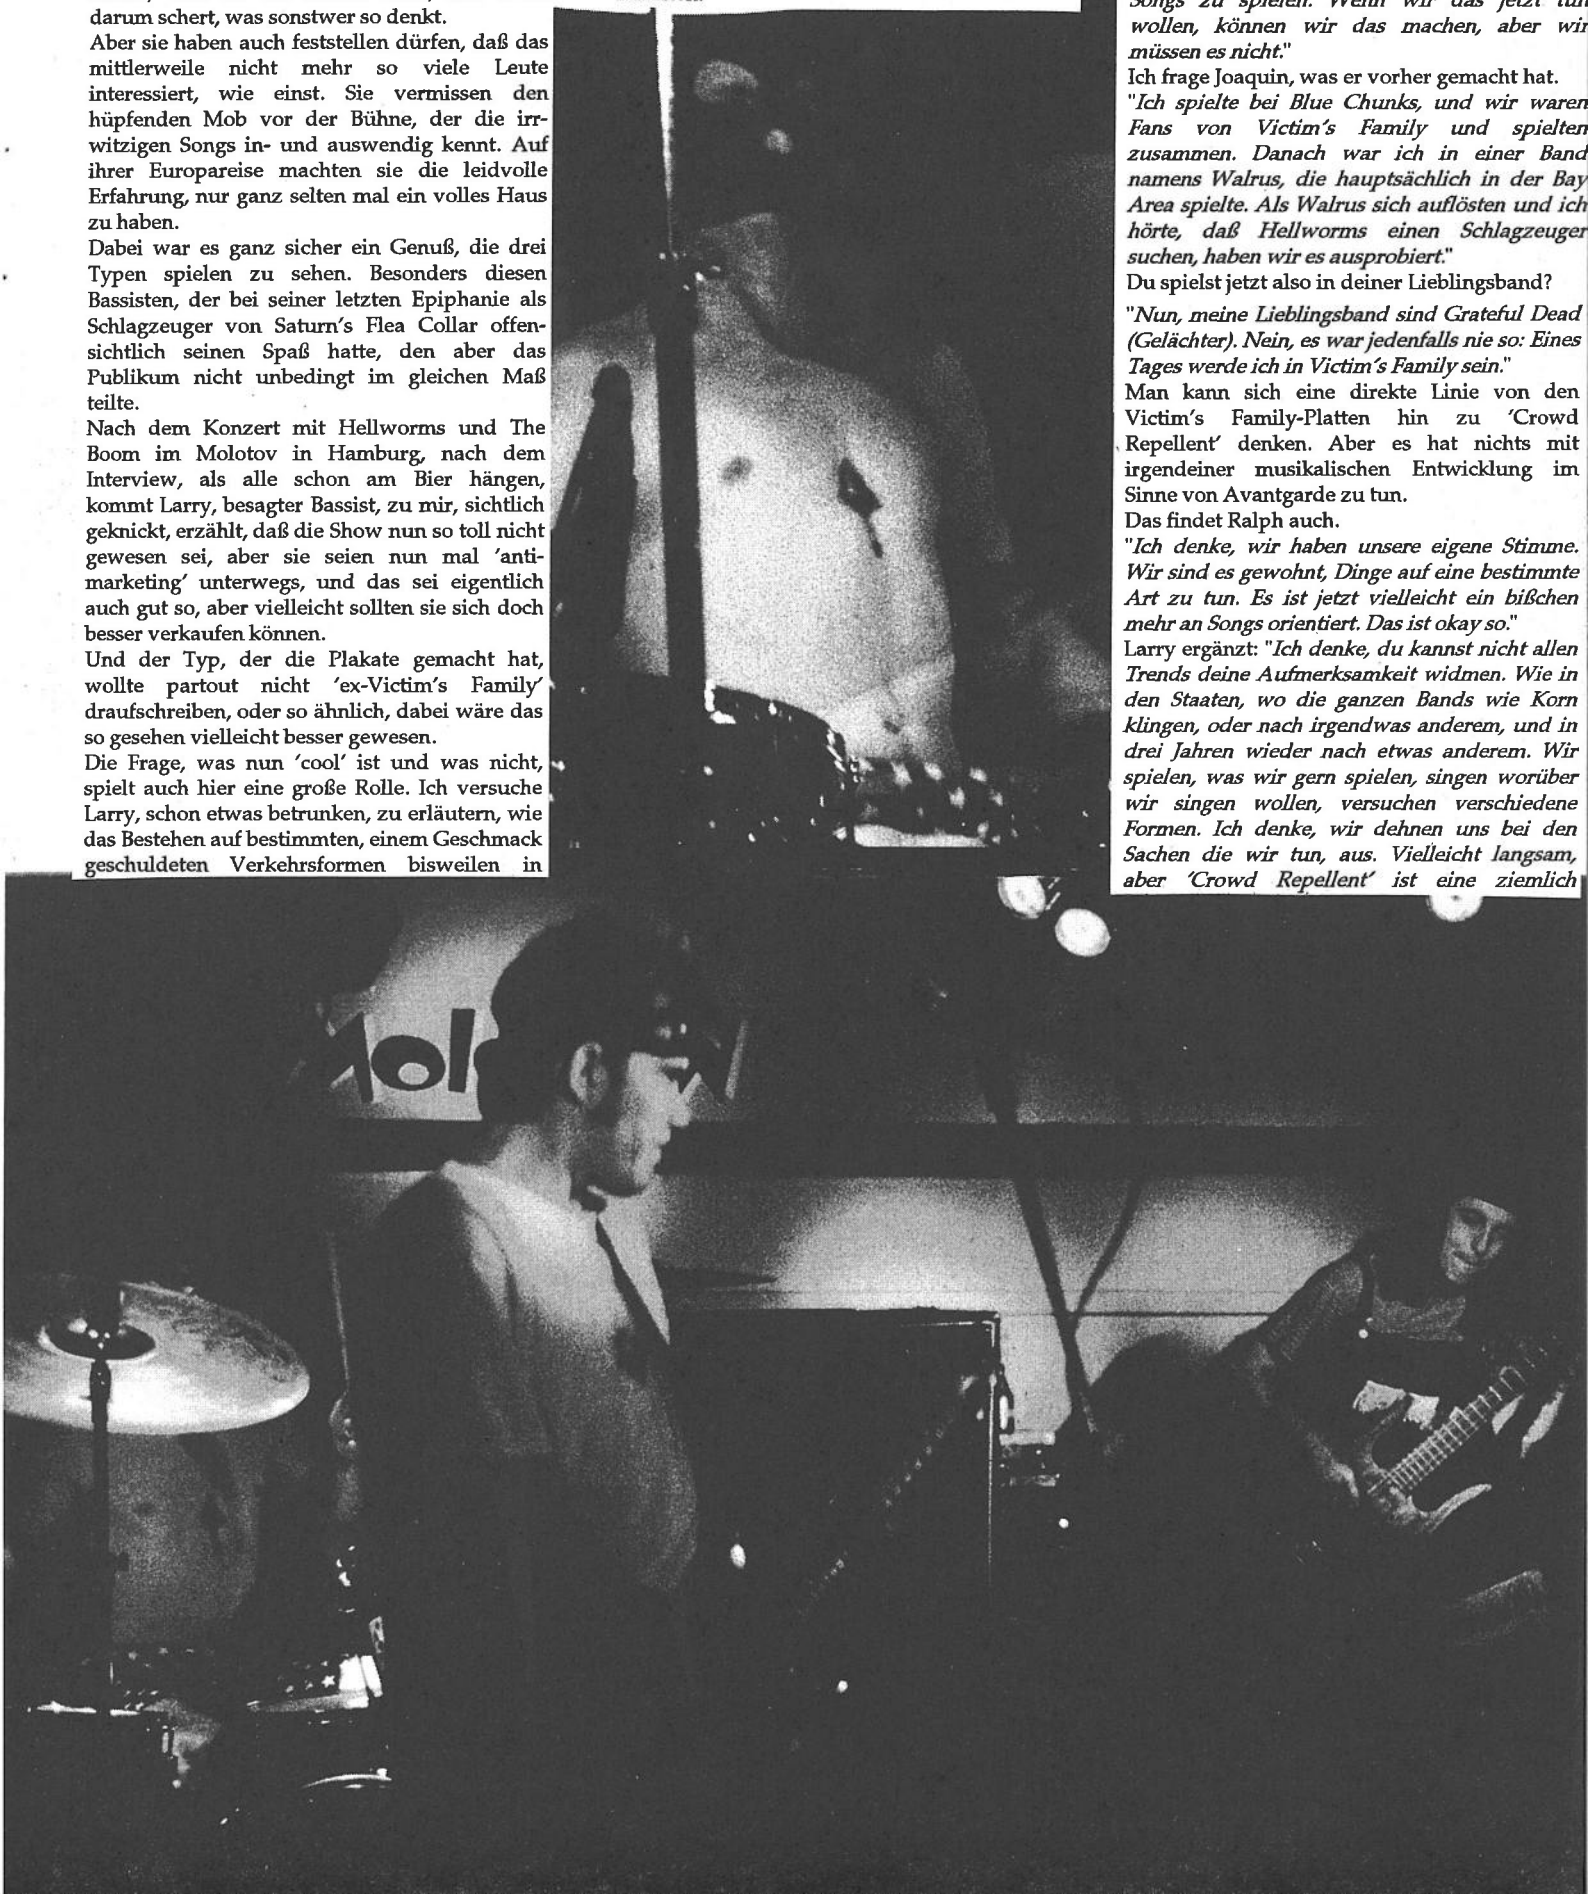 darum schert, was sonstwer so denkt.
Aber sie haben auch feststellen dürfen, daß das
mittlerweile nicht mehr so viele Leute
interessiert, wie einst. Sie vermissen den
hüpfenden Mob vor der Bühne, der die irr-
witzigen Songs in- und auswendig kennt. Auf
ihrer Europareise machten sie die leidvolle
Erfahrung, nur ganz selten mal ein volles Haus
zu haben.
Dabei war es ganz sicher ein Genuß, die drei
Typen spielen zu sehen. Besonders diesen
Bassisten, der bei seiner letzten Epiphanie als
Schlagzeuger von Saturn's Flea Collar offen-
sichtlich seinen Spaß hatte, den aber das
Publikum nicht unbedingt im gleichen Maß
teilte.
Nach dem Konzert mit Hellworms und The
Boom im Molotov in Hamburg, nach dem
Interview, als alle schon am Bier hängen,
kommt Larry, besagter Bassist, zu mir, sichtlich
geknickt, erzählt, daß die Show nun so toll nicht
gewesen sei, aber sie seien nun mal 'anti-
marketing' unterwegs, und das sei eigentlich
auch gut so, aber vielleicht sollten sie sich doch
besser verkaufen können.
Und der Typ, der die Plakate gemacht hat,
wollte partout nicht 'ex-Victim's Family'
draufschreiben, oder so ähnlich, dabei wäre das
so gesehen vielleicht besser gewesen.
Die Frage, was nun 'cool' ist und was nicht,
spielt auch hier eine große Rolle. Ich versuche
Larry, schon etwas betrunken, zu erläutern, wie
das Bestehen auf bestimmten, einem Geschmack
geschuldeten Verkehrsformen bisweilen in
Songs zu spielen. Wenn wir das jetzt tun
wollen, können wir das machen, aber wir
müssen es nicht."
Ich frage Joaquin, was er vorher gemacht hat.
"Ich spielte bei Blue Chunks, und wir waren
Fans von Victim's Family und spielten
zusammen. Danach war ich in einer Band
namens Walrus, die hauptsächlich in der Bay
Area spielte. Als Walrus sich auflösten und ich
hörte, daß Hellworms einen Schlagzeuger
suchen, haben wir es ausprobiert."
Du spielst jetzt also in deiner Lieblingsband?
"Nun, meine Lieblingsband sind Grateful Dead
(Gelächter). Nein, es war jedenfalls nie so: Eines
Tages werde ich in Victim's Family sein."
Man kann sich eine direkte Linie von den
Victim's Family-Platten hin zu 'Crowd
Repellent' denken. Aber es hat nichts mit
irgendeiner musikalischen Entwicklung im
Sinne von Avantgarde zu tun.
Das findet Ralph auch.
"Ich denke, wir haben unsere eigene Stimme.
Wir sind es gewohnt, Dinge auf eine bestimmte
Art zu tun. Es ist jetzt vielleicht ein bißchen
mehr an Songs orientiert. Das ist okay so."
Larry ergänzt: "Ich denke, du kannst nicht allen
Trends deine Aufmerksamkeit widmen. Wie in
den Staaten, wo die ganzen Bands wie Korn
klingen, oder nach irgendwas anderem, und in
drei Jahren wieder nach etwas anderem. Wir
spielen, was wir gern spielen, singen worüber
wir singen wollen, versuchen verschiedene
Formen. Ich denke, wir dehnen uns bei den
Sachen die wir tun, aus. Vielleicht langsam,
aber 'Crowd Repellent' ist eine ziemlich
Molo